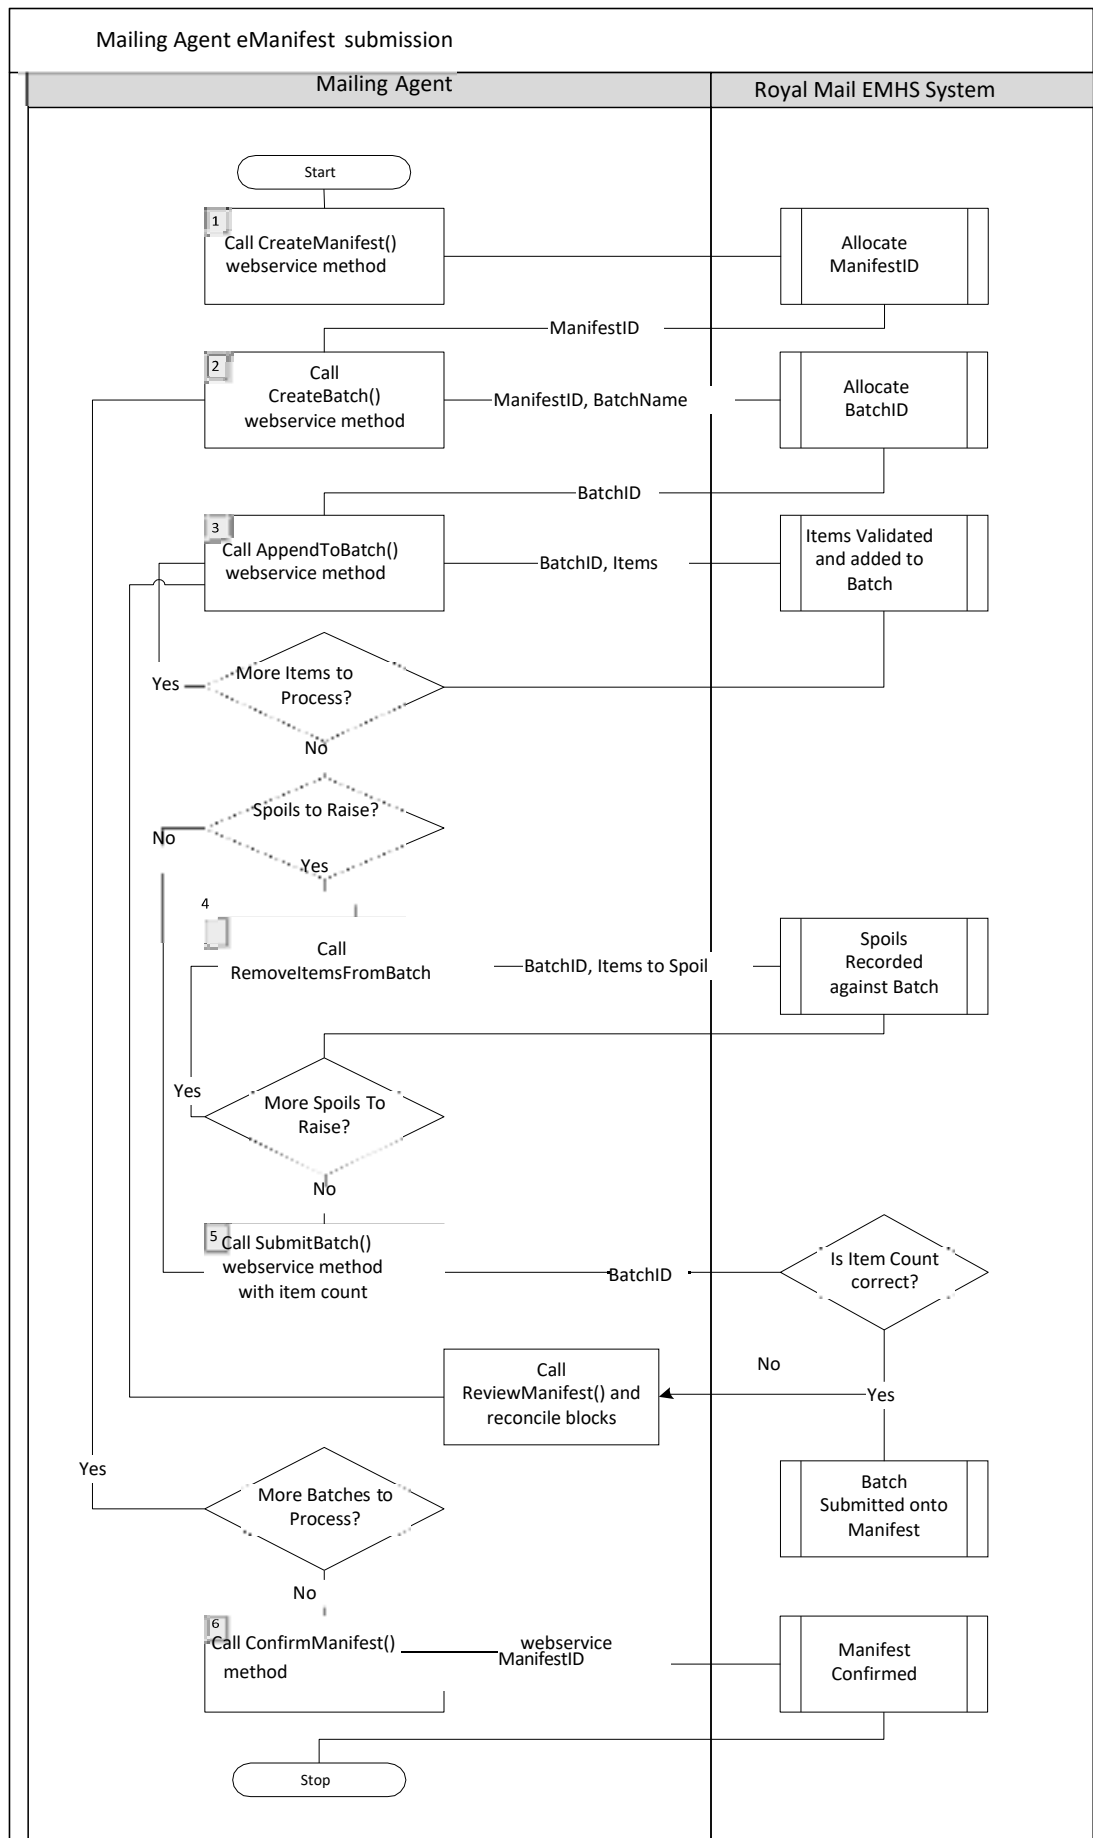 Mailing Agent eManifest submission
Mailing Agent
Royal Mail EMHS System
Start
1
Call CreateManifest()
webservice method
Allocate
ManifestID
ManifestID
2
Call
CreateBatch()
webservice method
ManifestID, BatchName
Allocate
BatchID
BatchID
3
Call AppendToBatch()
webservice method
BatchID, Items
Items Validated
and added to
Batch
More Items to
Process?
Yes
No
Spoils to Raise?
No
Yes
4
Call
RemoveItemsFromBatch
BatchID, Items to Spoil
Spoils
Recorded
against Batch
Yes
More Spoils To
Raise?
No
5
Call SubmitBatch()
webservice method
with item count
BatchID
Is Item Count
correct?
No
Yes
Call
ReviewManifest() and
reconcile blocks
Yes
More Batches to
Process?
Batch
Submitted onto
Manifest
No
6
Call ConfirmManifest()
webservice
method
ManifestID
Manifest
Confirmed
Stop